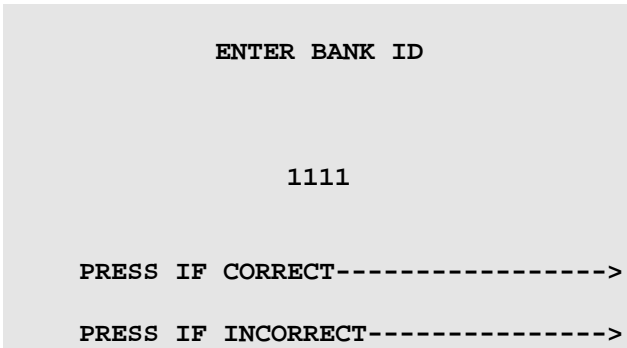 ENTER BANK ID
1111
PRESS IF CORRECT----------------->
PRESS IF INCORRECT--------------->